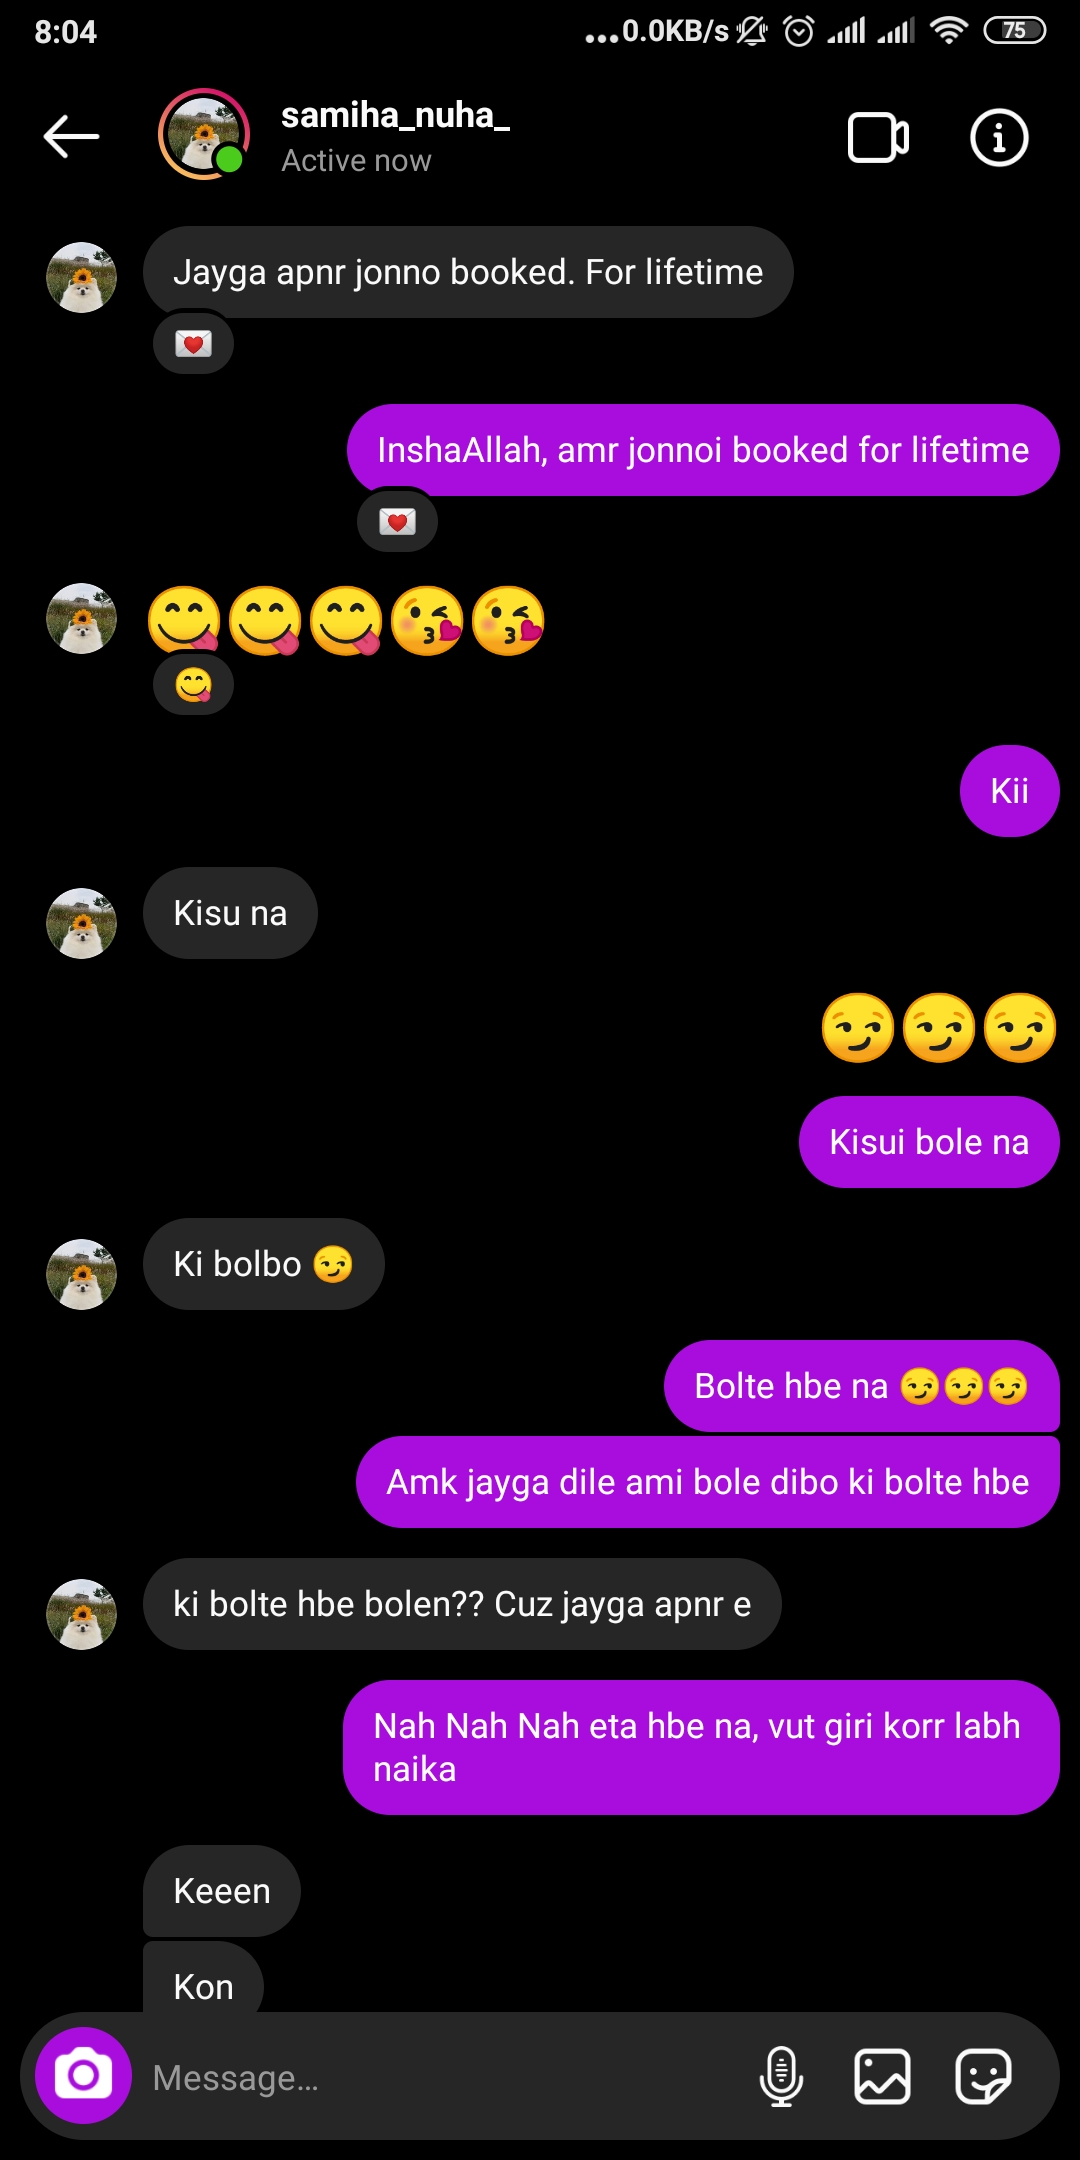 8:04
...0.0KB/s
75
samiha_nuha_
Active now
Jayga apnr jonno booked. For lifetime
💌
InshaAllah, amr jonnoi booked for lifetime
💌
😋😋😋😘😘
😋
Kii
Kisu na
😏😏😏
Kisui bole na
Ki bolbo 😏
Bolte hbe na 😏😏😏
Amk jayga dile ami bole dibo ki bolte hbe
ki bolte hbe bolen?? Cuz jayga apnr e
Nah Nah Nah eta hbe na, vut giri korr labh
naika
Keeen
Kon
Message...